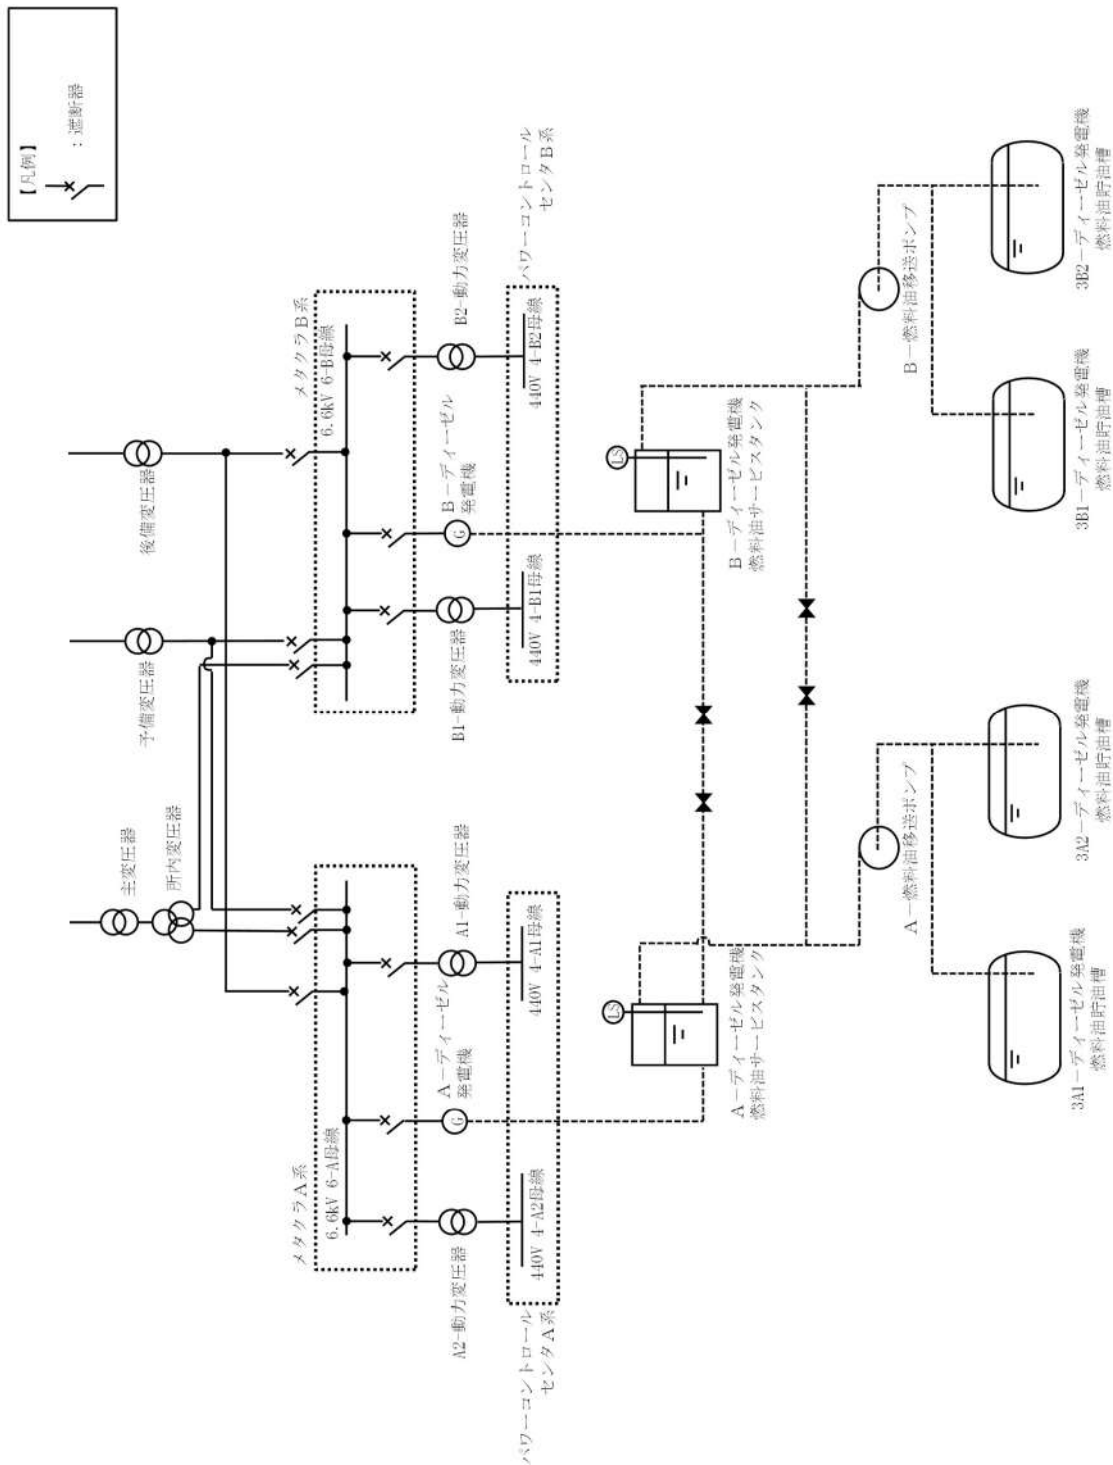 【凡例】
：遮断器
主変圧器
所内変圧器
予備変圧器
後備変圧器
メタクラA系
6.6kV 6-A母線
メタクラB系
6.6kV 6-B母線
A2-動力変圧器
A－ディーゼル
発電機
A1-動力変圧器
B1-動力変圧器
B－ディーゼル
発電機
B2-動力変圧器
G
G
パワーコントロール
センタA系
440V 4-A2母線
440V 4-A1母線
440V 4-B1母線
440V 4-B2母線
パワーコントロール
センタB系
LS
LS
A－ディーゼル発電機
燃料油サービスタンク
B－ディーゼル発電機
燃料油サービスタンク
A－燃料油移送ポンプ
B－燃料油移送ポンプ
3A1－ディーゼル発電機
燃料油貯油槽
3A2－ディーゼル発電機
燃料油貯油槽
3B1－ディーゼル発電機
燃料油貯油槽
3B2－ディーゼル発電機
燃料油貯油槽